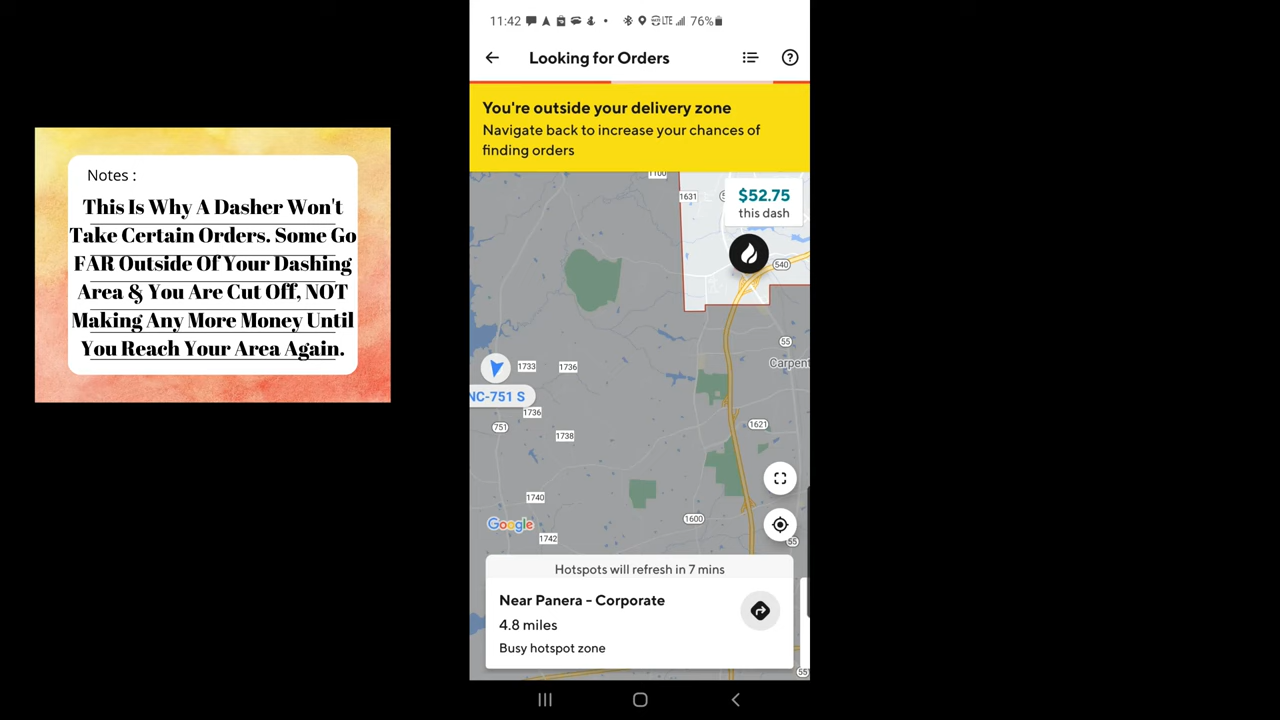 Notes :
This Is Why A Dasher Won't
Take Certain Orders. Some Go
FAR Outside Of Your Dashing
Area & You Are Cut Off, NOT
Making Any More Money Until
You Reach Your Area Again.
11:42
LTE 76%
Looking for Orders
You're outside your delivery zone
Navigate back to increase your chances of
finding orders
1100
1631
$52.75
this dash
540
55
Carpent
1733
1736
NC-751 S
1736
751
1738
1621
1740
1600
Google
1742
55
Hotspots will refresh in 7 mins
Near Panera - Corporate
4.8 miles
Busy hotspot zone
55